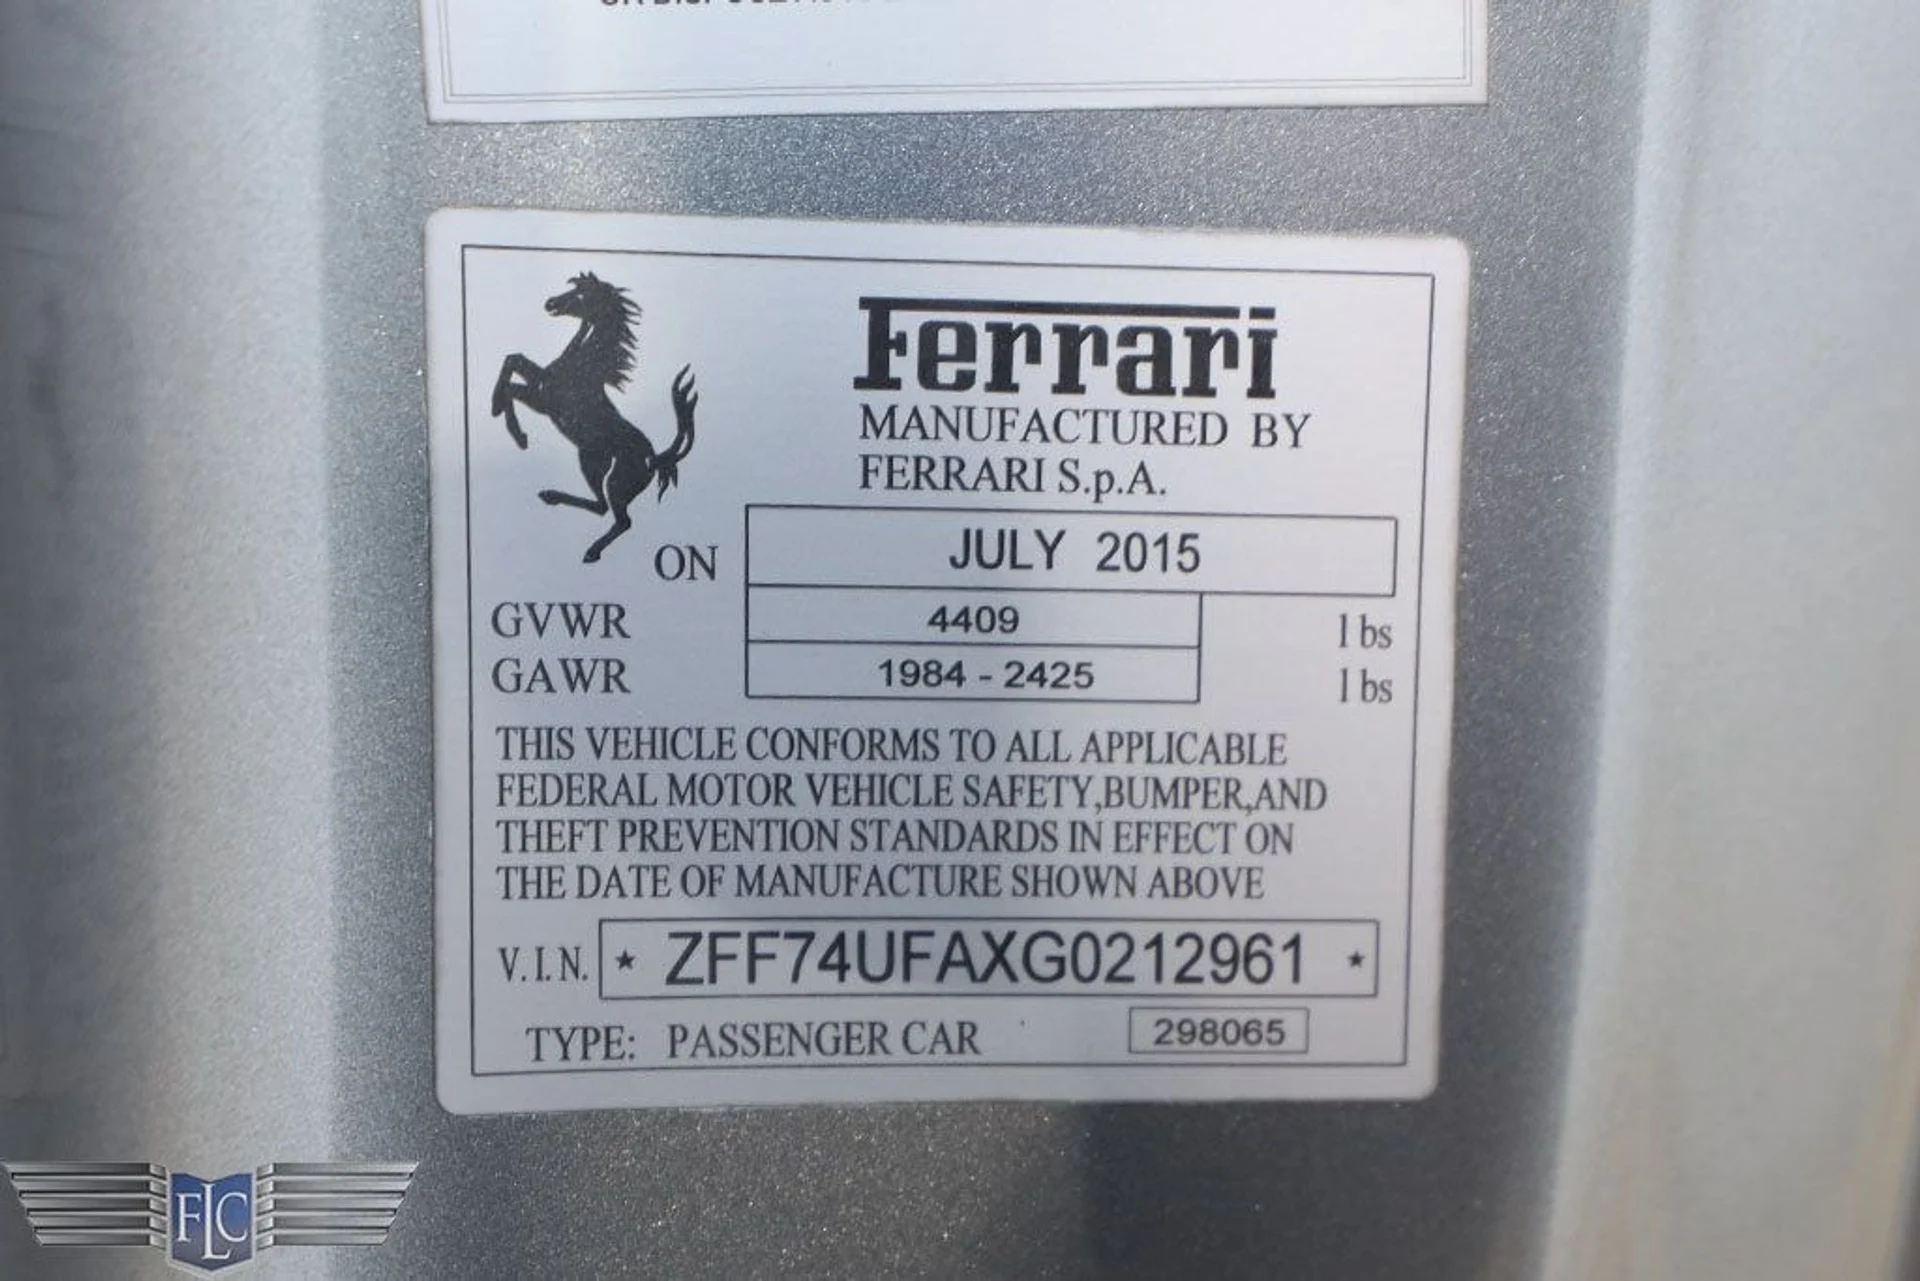 Ferrari
MANUFACTURED BY
FERRARI S.p.A.
ON JULY 2015
GVWR 4409 lbs
GAWR 1984 - 2425 lbs
THIS VEHICLE CONFORMS TO ALL APPLICABLE
FEDERAL MOTOR VEHICLE SAFETY,BUMPER,AND
THEFT PREVENTION STANDARDS IN EFFECT ON
THE DATE OF MANUFACTURE SHOWN ABOVE
V.I.N. * ZFF74UFAXG0212961 *
TYPE: PASSENGER CAR 298065
FLC